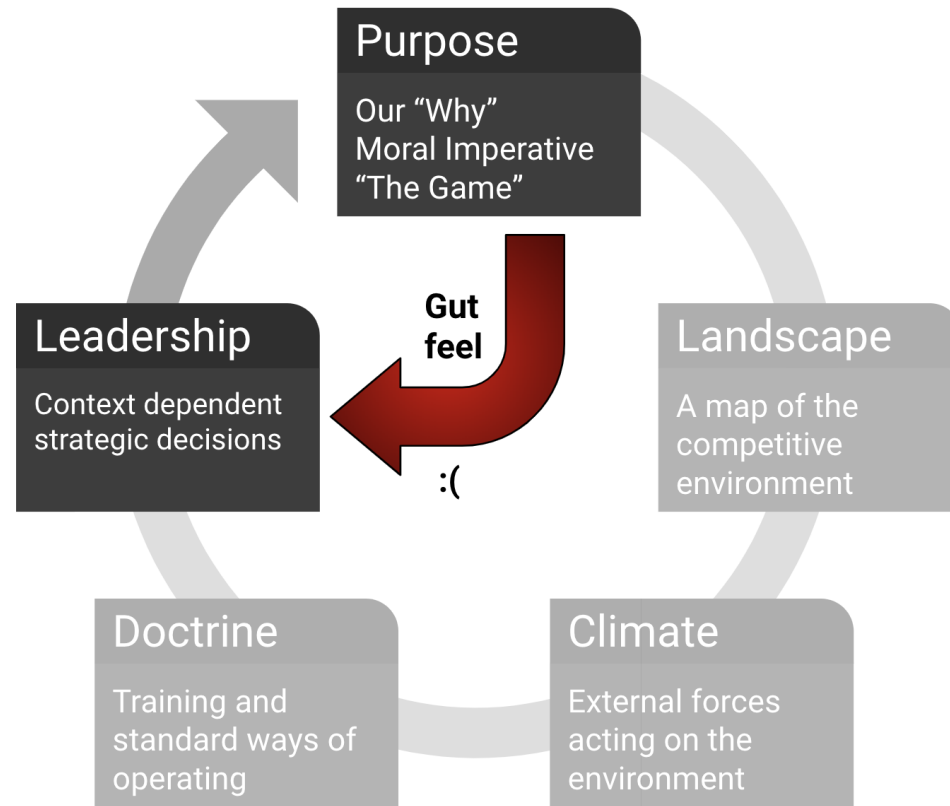 Purpose
Our “Why”
Moral Imperative
“The Game”
Gut
feel
:(
Leadership
Context dependent
strategic decisions
Landscape
A map of the
competitive
environment
Doctrine
Training and
standard ways of
operating
Climate
External forces
acting on the
environment